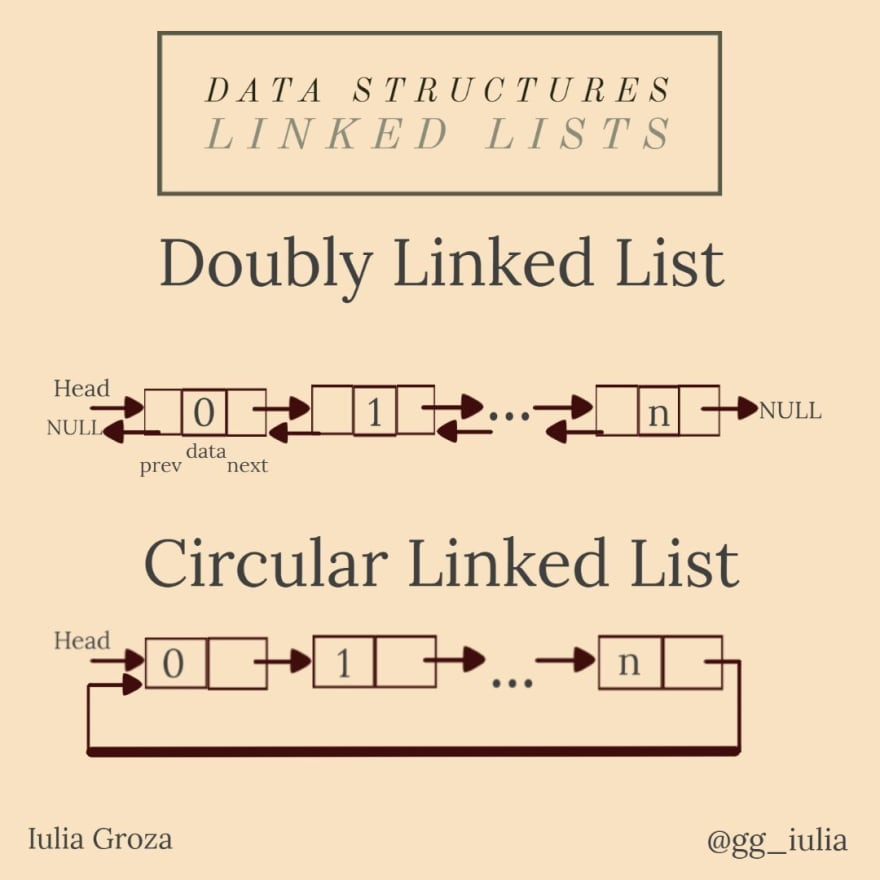 DATA STRUCTURES
LINKED LISTS
Doubly Linked List
Head
0 1 ... n NULL
NULL
data
prev next
Circular Linked List
Head
0 1 ... n
Iulia Groza @gg_iulia